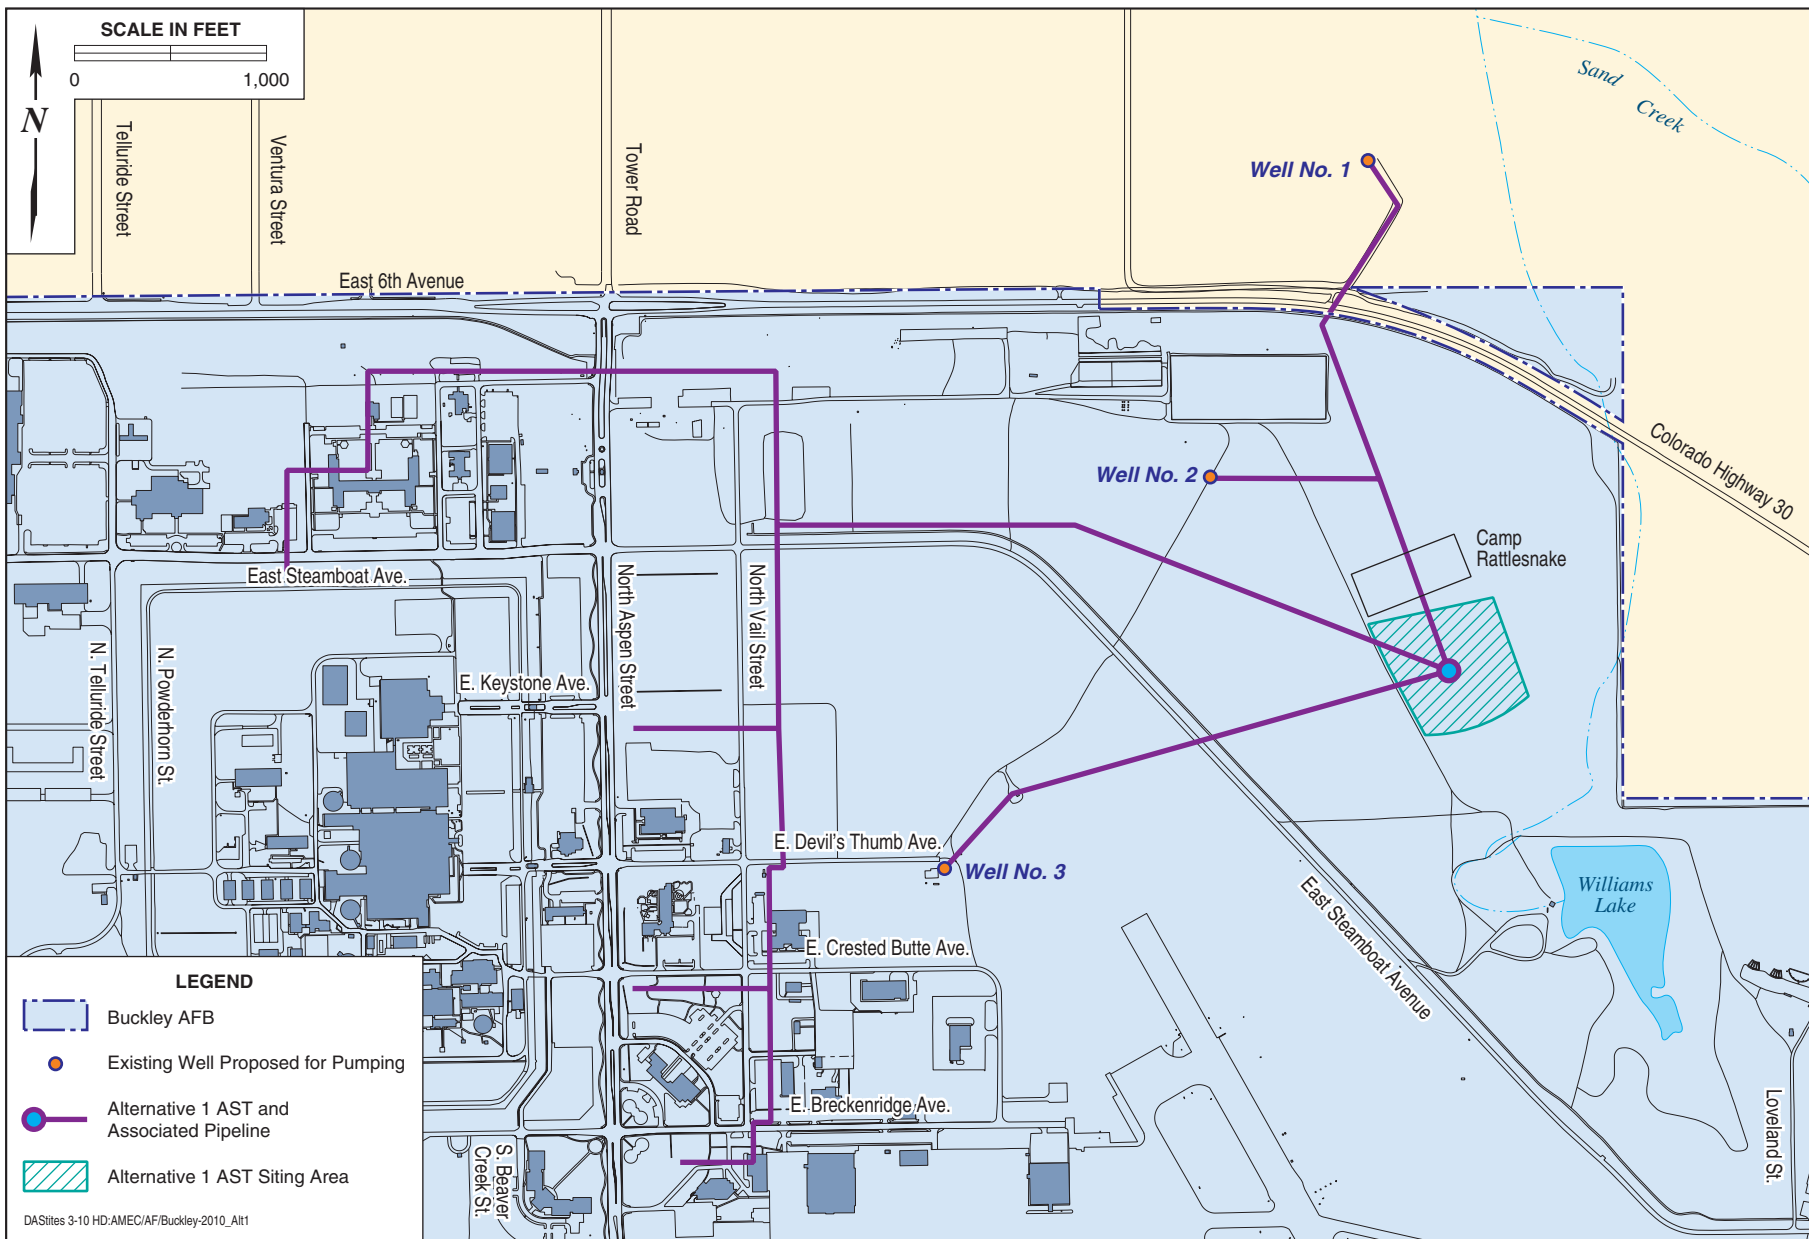 SCALE IN FEET
0 1,000
N
Telluride Street
Ventura Street
Tower Road
East 6th Avenue
Sand
Creek
Well No. 1
Well No. 2
Colorado Highway 30
Camp
Rattlesnake
East Steamboat Ave.
North Aspen Street
North Vail Street
N. Telluride Street
N. Powderhorn St.
E. Keystone Ave.
E. Devil's Thumb Ave.
Well No. 3
Williams
Lake
East Steamboat Avenue
E. Crested Butte Ave.
E. Breckenridge Ave.
S. Beaver
Creek St.
Loveland St.
LEGEND
Buckley AFB
Existing Well Proposed for Pumping
Alternative 1 AST and
Associated Pipeline
Alternative 1 AST Siting Area
DAStites 3-10 HD:AMEC/AF/Buckley-2010_Alt1